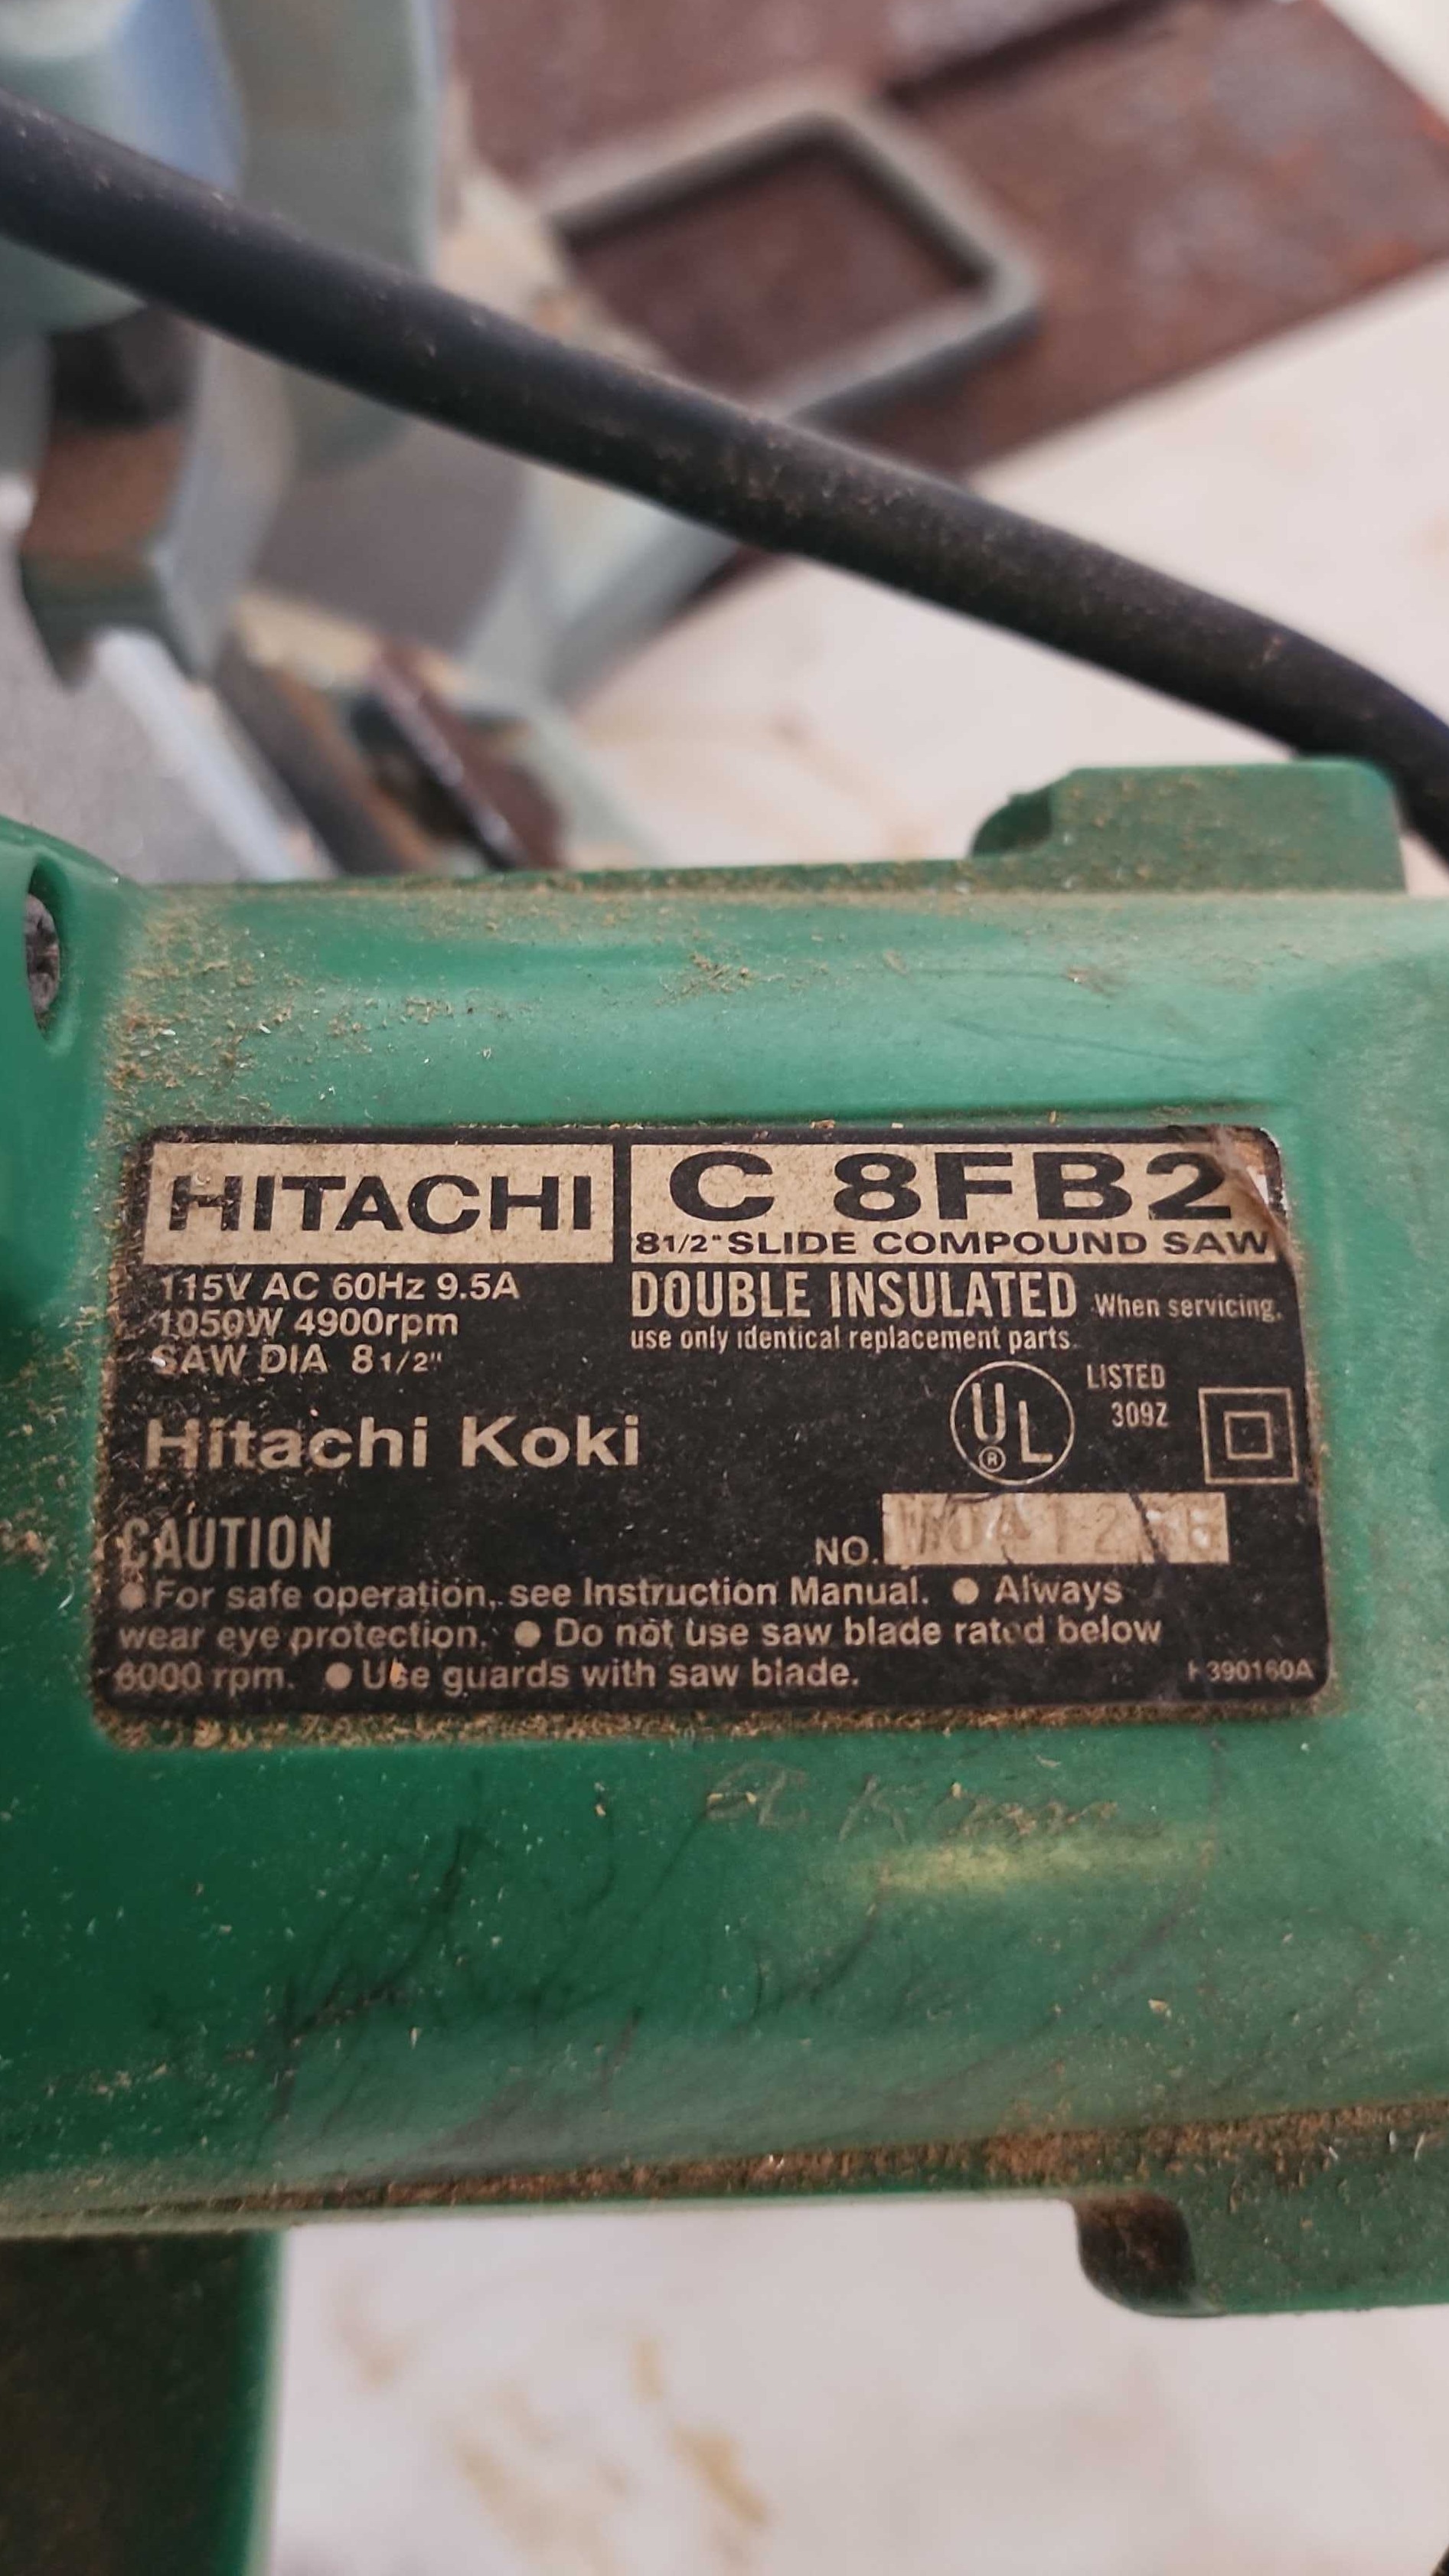 HITACHI
C 8FB2
8 1/2" SLIDE COMPOUND SAW
115V AC 60Hz 9.5A
1050W 4900rpm
SAW DIA 8 1/2"
DOUBLE INSULATED When servicing,
use only identical replacement parts.
Hitachi Koki
UL
®
LISTED
309Z
CAUTION
NO.
● For safe operation, see Instruction Manual. ● Always
wear eye protection. ● Do not use saw blade rated below
6000 rpm. ● Use guards with saw blade.
390160A